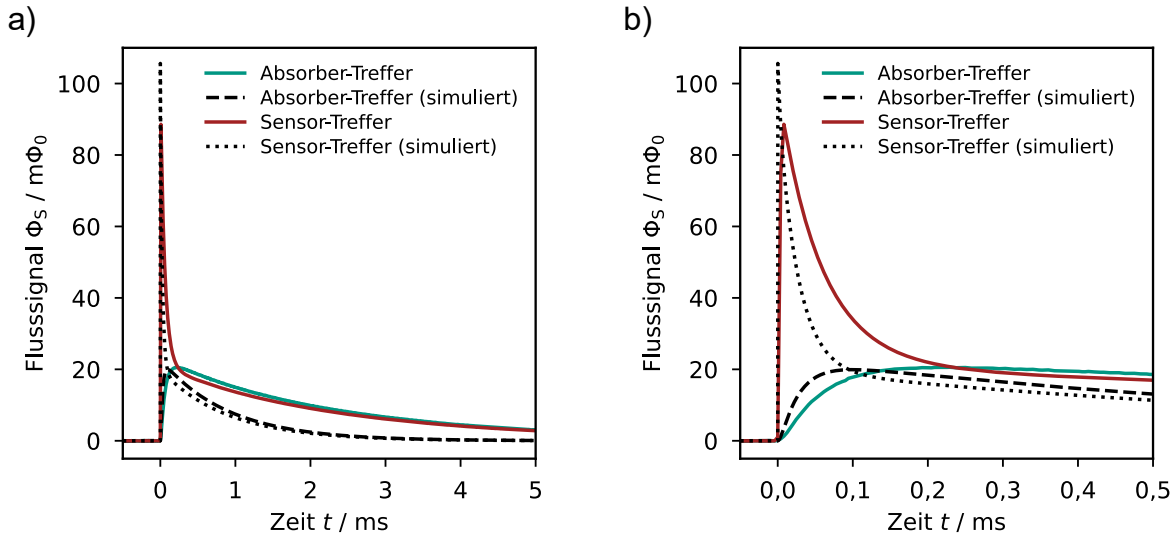 a)
Flusssignal Φ_S / mΦ_0
100
80
60
40
20
0
Absorber-Treffer
Absorber-Treffer (simuliert)
Sensor-Treffer
Sensor-Treffer (simuliert)
0 1 2 3 4 5
Zeit t / ms
b)
Flusssignal Φ_S / mΦ_0
100
80
60
40
20
0
Absorber-Treffer
Absorber-Treffer (simuliert)
Sensor-Treffer
Sensor-Treffer (simuliert)
0,0 0,1 0,2 0,3 0,4 0,5
Zeit t / ms